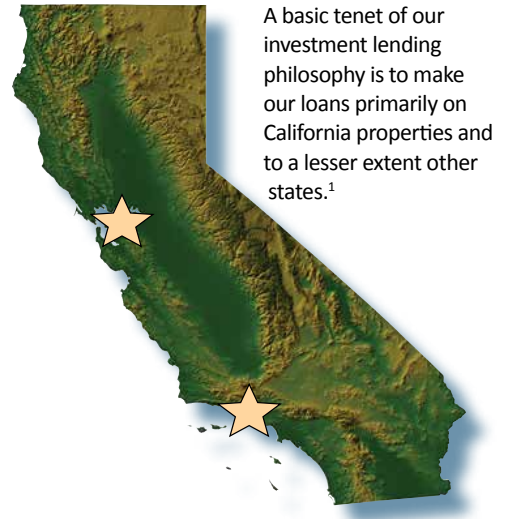 A basic tenet of our
investment lending
philosophy is to make
our loans primarily on
California properties and
to a lesser extent other
states.¹